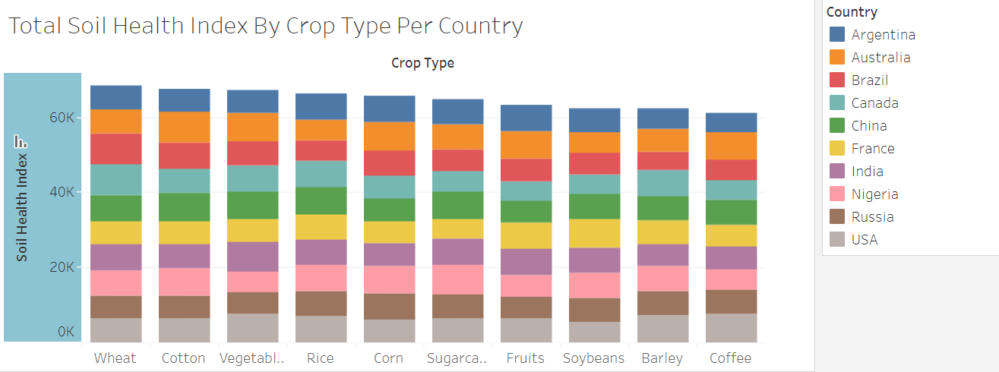 Total Soil Health Index By Crop Type Per Country
Crop Type
Soil Health Index
60K
40K
20K
0K
Wheat Cotton Vegetabl.. Rice Corn Sugarca.. Fruits Soybeans Barley Coffee
Country
Argentina
Australia
Brazil
Canada
China
France
India
Nigeria
Russia
USA